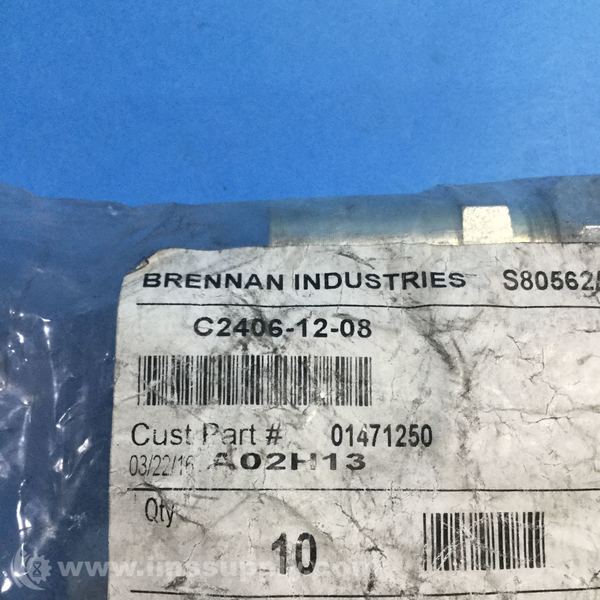 BRENNAN INDUSTRIES S80562/
C2406-12-08
Cust Part # 01471250
03/22/16 A02H13
Qty
10